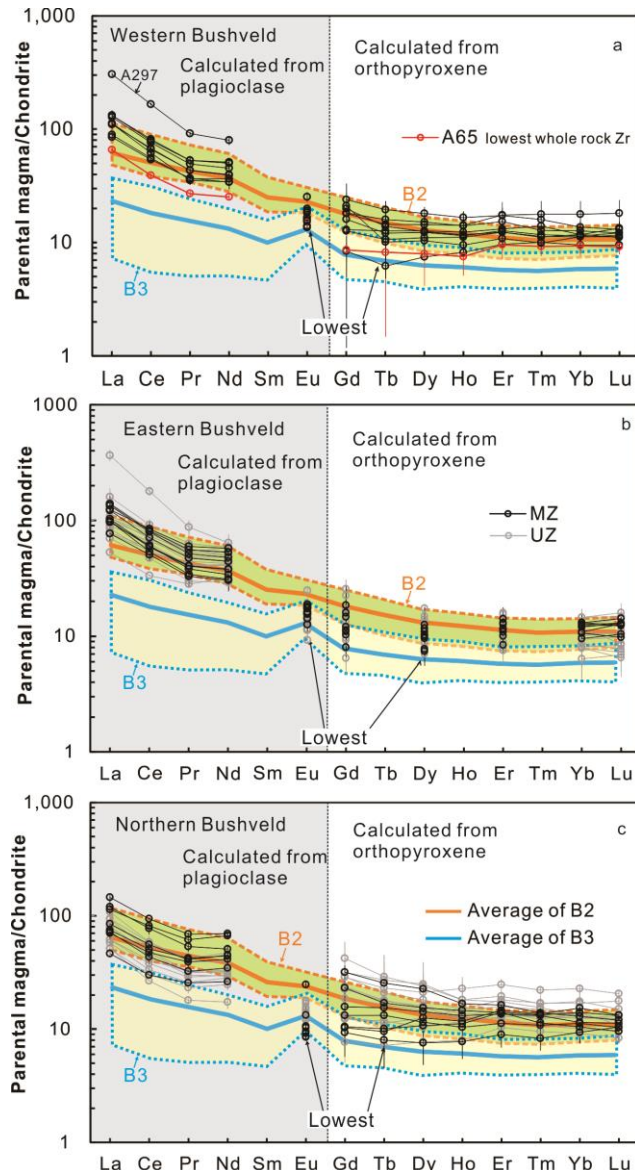 1,000
Western Bushveld
a
Calculated from
plagioclase
Calculated from
orthopyroxene
A297
A65 lowest whole rock Zr
100
B2
10
B3
Lowest
1
Parental magma/Chondrite
La Ce Pr Nd Sm Eu Gd Tb Dy Ho Er Tm Yb Lu
1000
Eastern Bushveld
b
Calculated from
plagioclase
Calculated from
orthopyroxene
MZ
UZ
100
B2
10
B3
Lowest
1
Parental magma/Chondrite
La Ce Pr Nd Sm Eu Gd Tb Dy Ho Er Tm Yb Lu
1,000
Northern Bushveld
c
Calculated from
plagioclase
Calculated from
orthopyroxene
Average of B2
Average of B3
100
B2
10
B3
Lowest
1
Parental magma/Chondrite
La Ce Pr Nd Sm Eu Gd Tb Dy Ho Er Tm Yb Lu